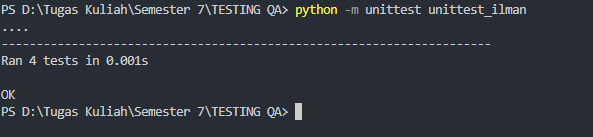 PS D:\Tugas Kuliah\Semester 7\TESTING QA> python -m unittest unittest_ilman
....
----------------------------------------------------------------------
Ran 4 tests in 0.001s
OK
PS D:\Tugas Kuliah\Semester 7\TESTING QA>